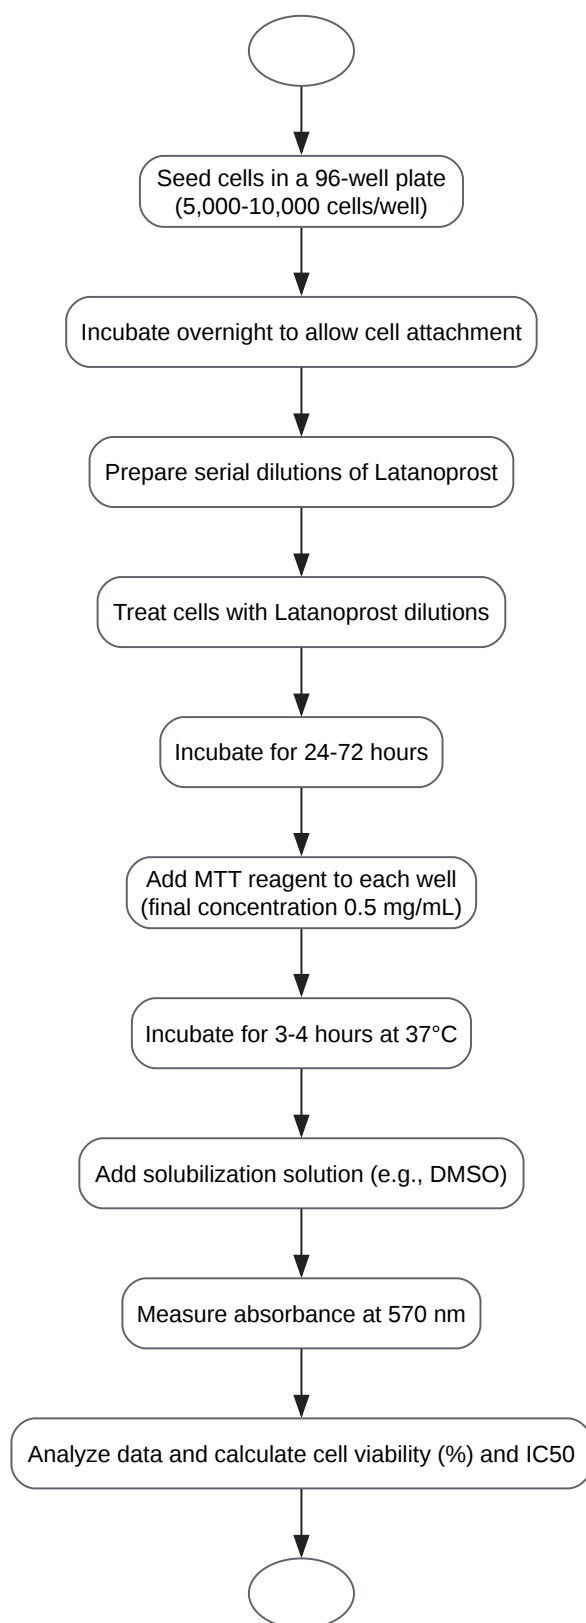 Seed cells in a 96-well plate
(5,000-10,000 cells/well)
Incubate overnight to allow cell attachment
Prepare serial dilutions of Latanoprost
Treat cells with Latanoprost dilutions
Incubate for 24-72 hours
Add MTT reagent to each well
(final concentration 0.5 mg/mL)
Incubate for 3-4 hours at 37°C
Add solubilization solution (e.g., DMSO)
Measure absorbance at 570 nm
Analyze data and calculate cell viability (%) and IC50